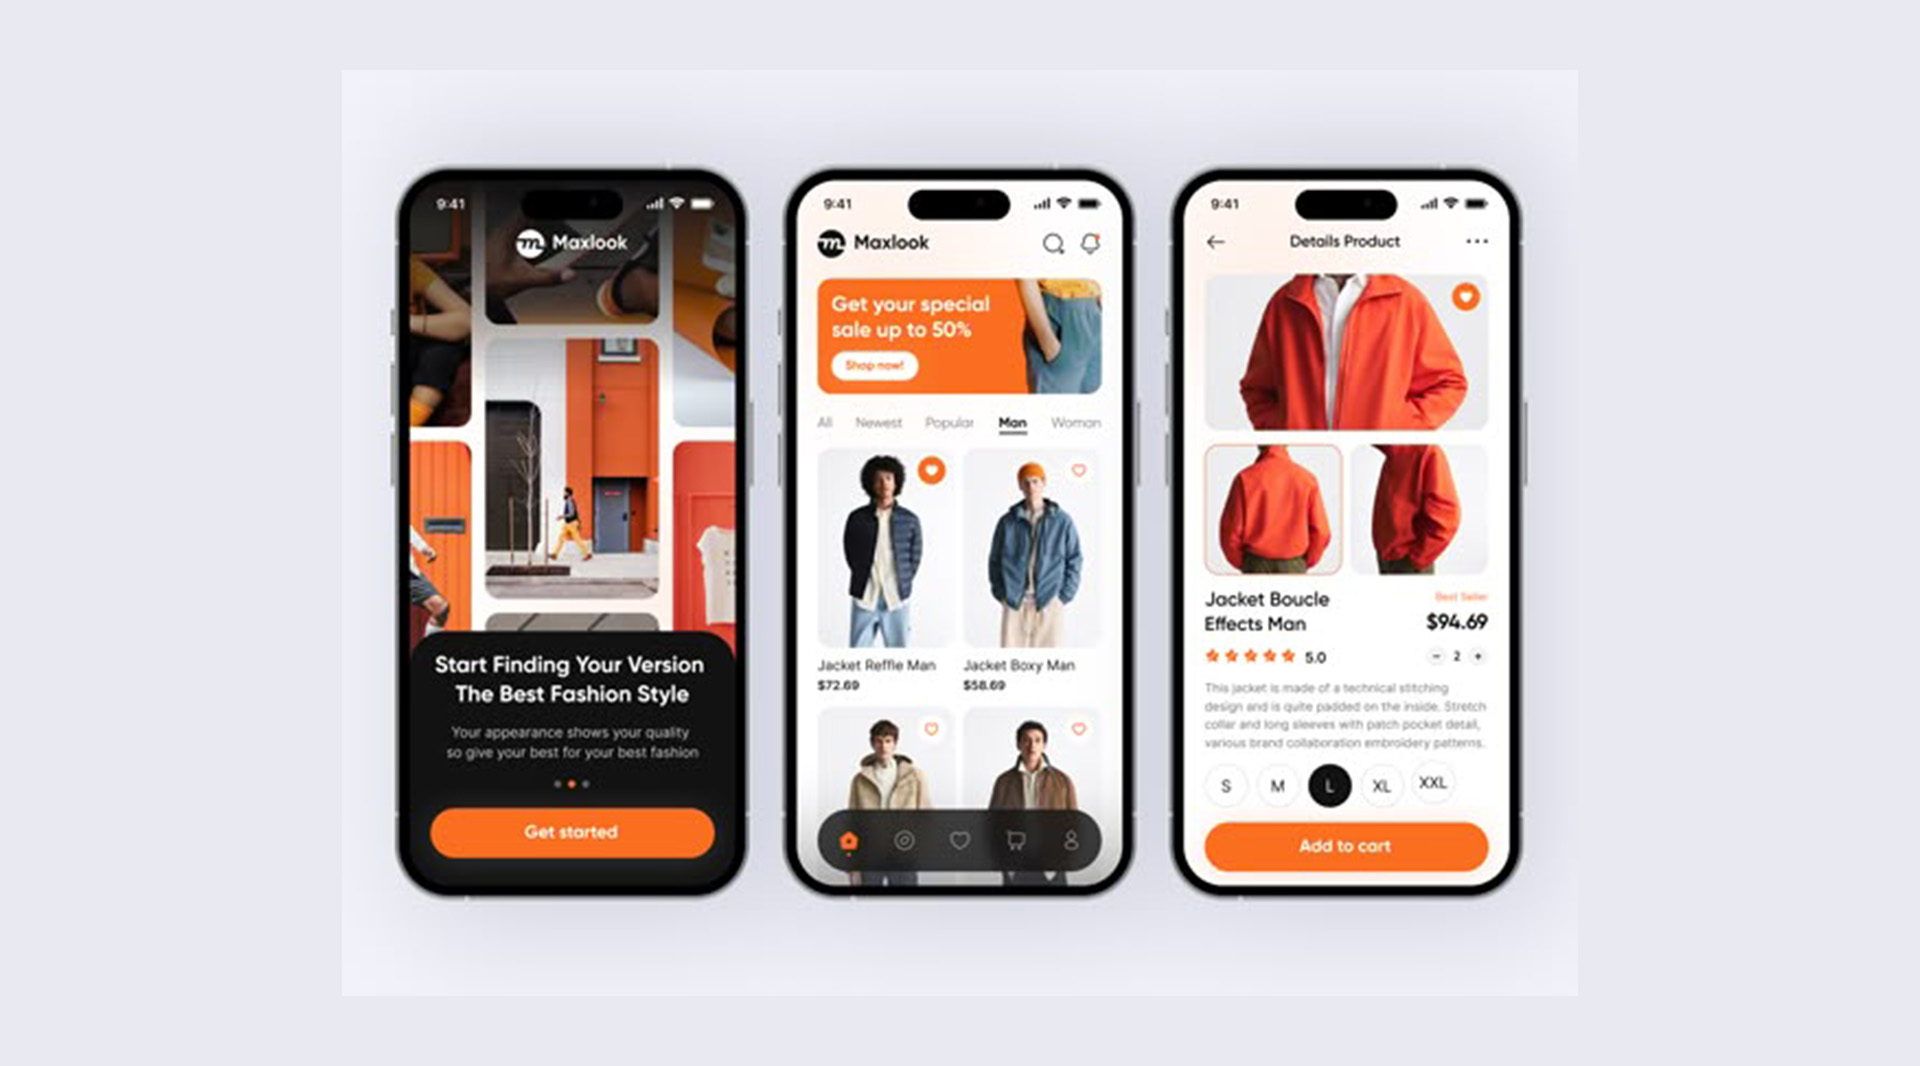 9:41
Maxlook
Start Finding Your Version
The Best Fashion Style
Your appearance shows your quality
so give your best for your best fashion
Get started
9:41
Maxlook
Get your special
sale up to 50%
Shop now!
All Newest Popular Man Woman
Jacket Reffle Man
$72.69
Jacket Boxy Man
$58.69
9:41
Details Product
Jacket Boucle
Effects Man
Best Seller
$94.69
5.0
2
This jacket is made of a technical stitching
design and is quite padded on the inside. Stretch
collar and long sleeves with patch pocket detail,
various brand collaboration embroidery patterns.
S M L XL XXL
Add to cart